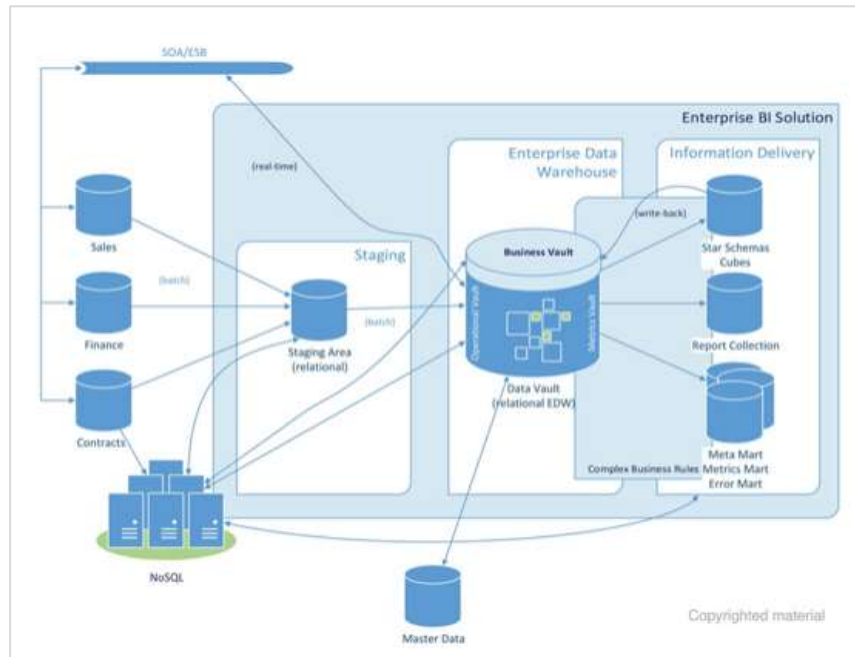 SOA/ESB
Enterprise BI Solution
Enterprise Data
Warehouse
Information Delivery
(real-time)
(write-back)
Sales
Staging
Business Vault
Star Schemas
Cubes
(batch)
(batch)
Operational Vault
Metrics Vault
Finance
Staging Area
(relational)
Report Collection
Data Vault
(relational EDW)
Contracts
Meta Mart
Complex Business Rules
Metrics Mart
Error Mart
NoSQL
Master Data
Copyrighted material